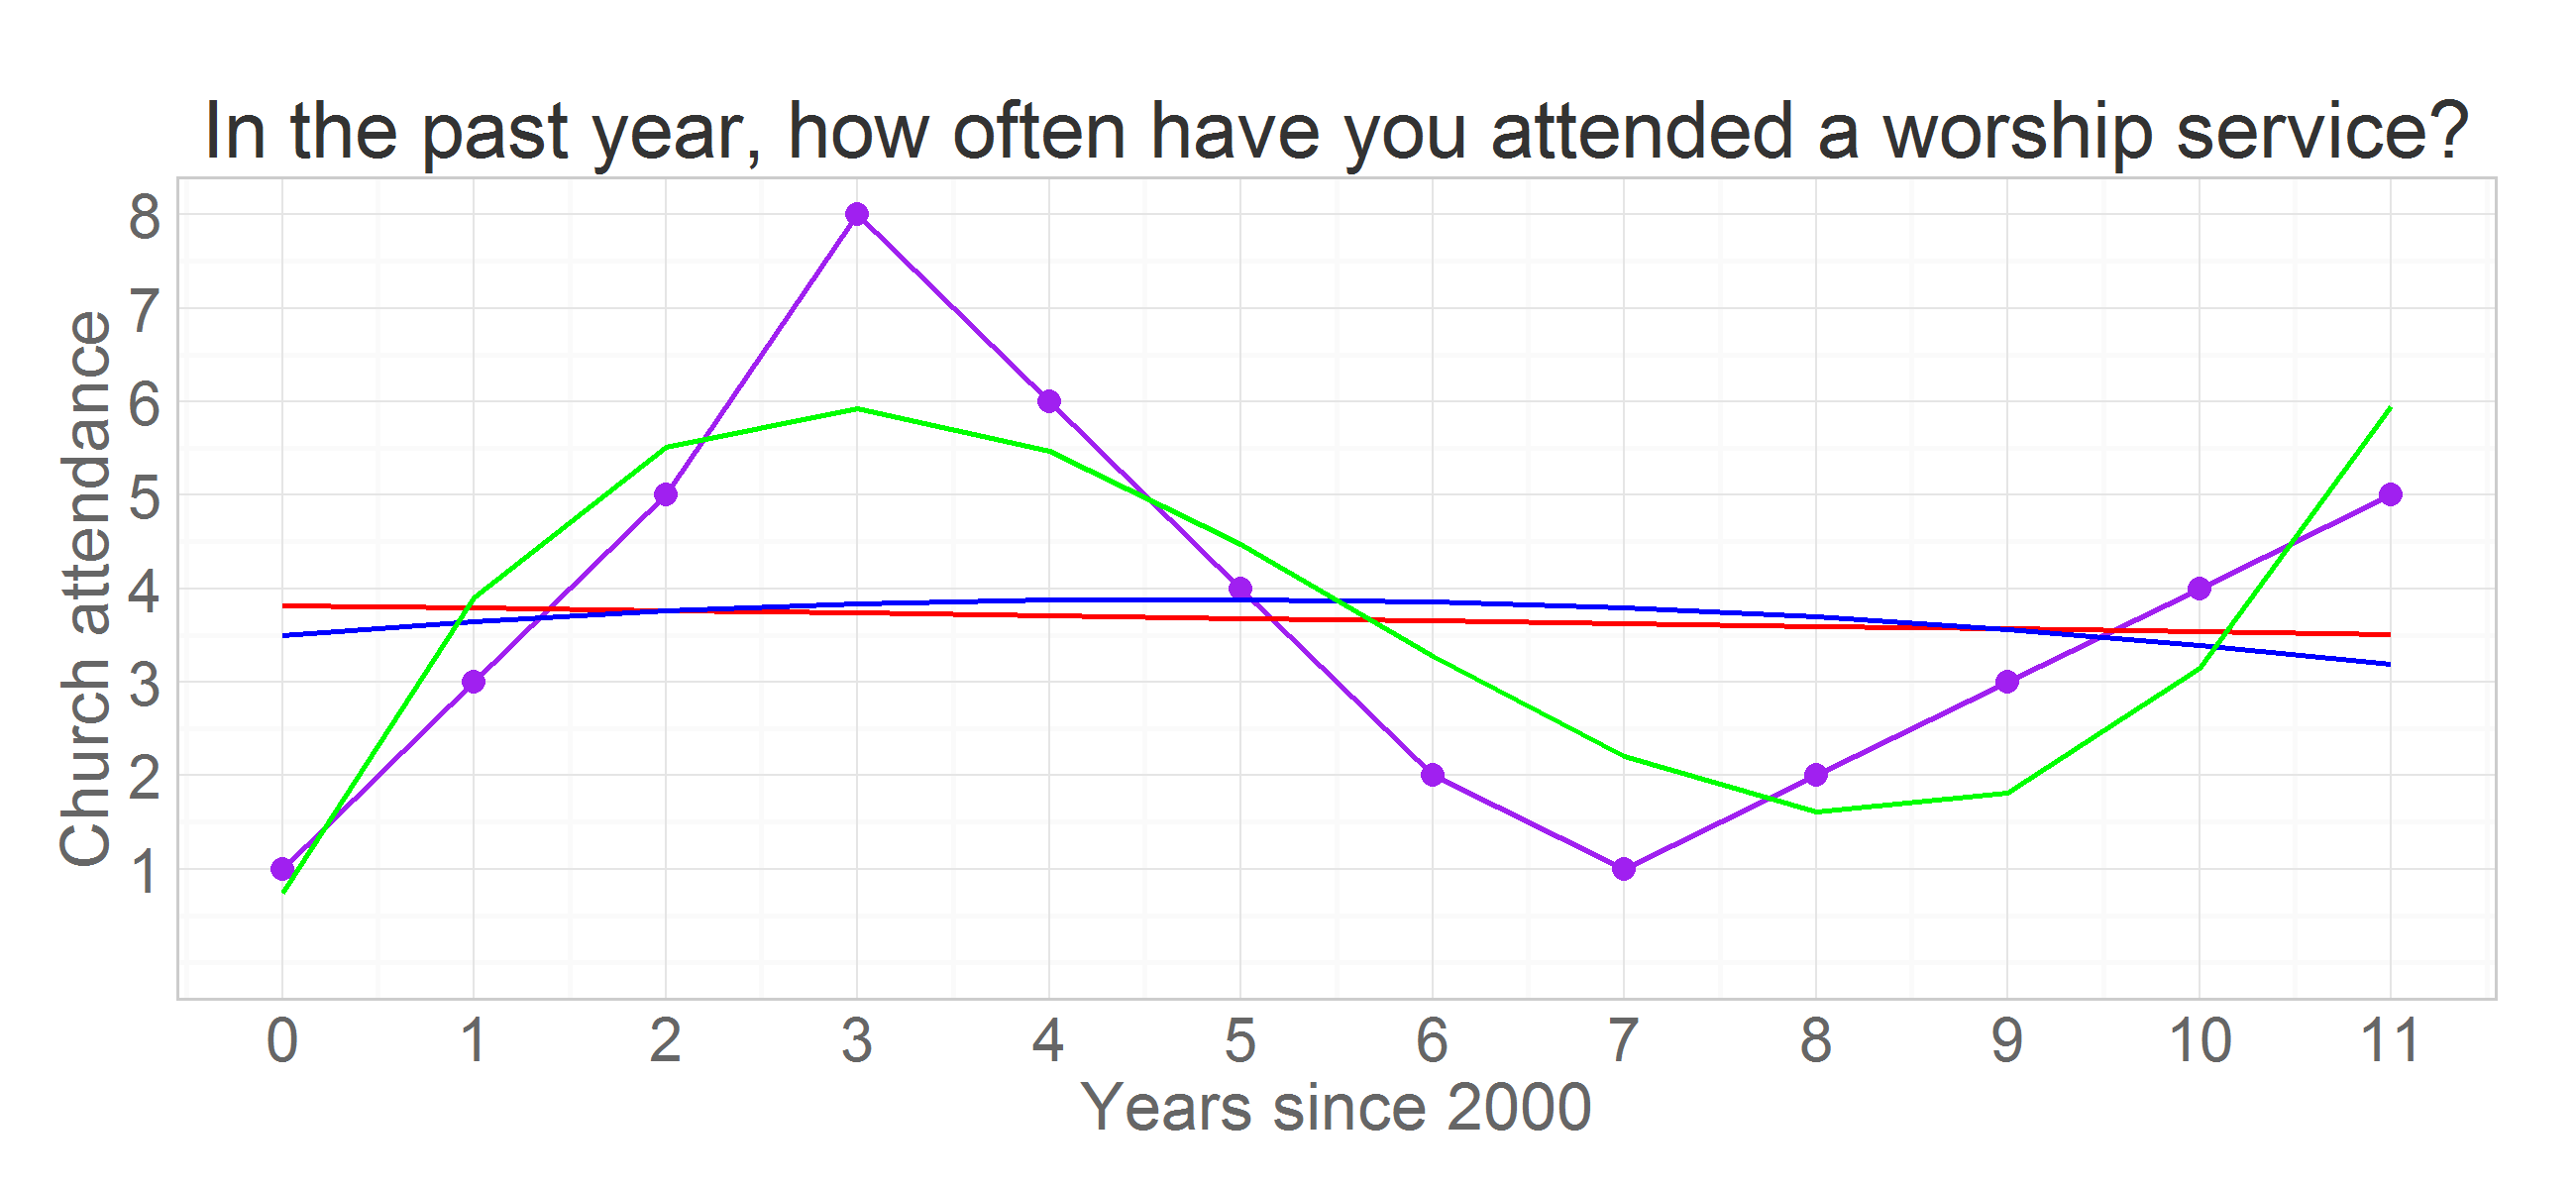 In the past year, how often have you attended a worship service?
Church attendance
8
7
6
5
4
3
2
1
0 1 2 3 4 5 6 7 8 9 10 11
Years since 2000